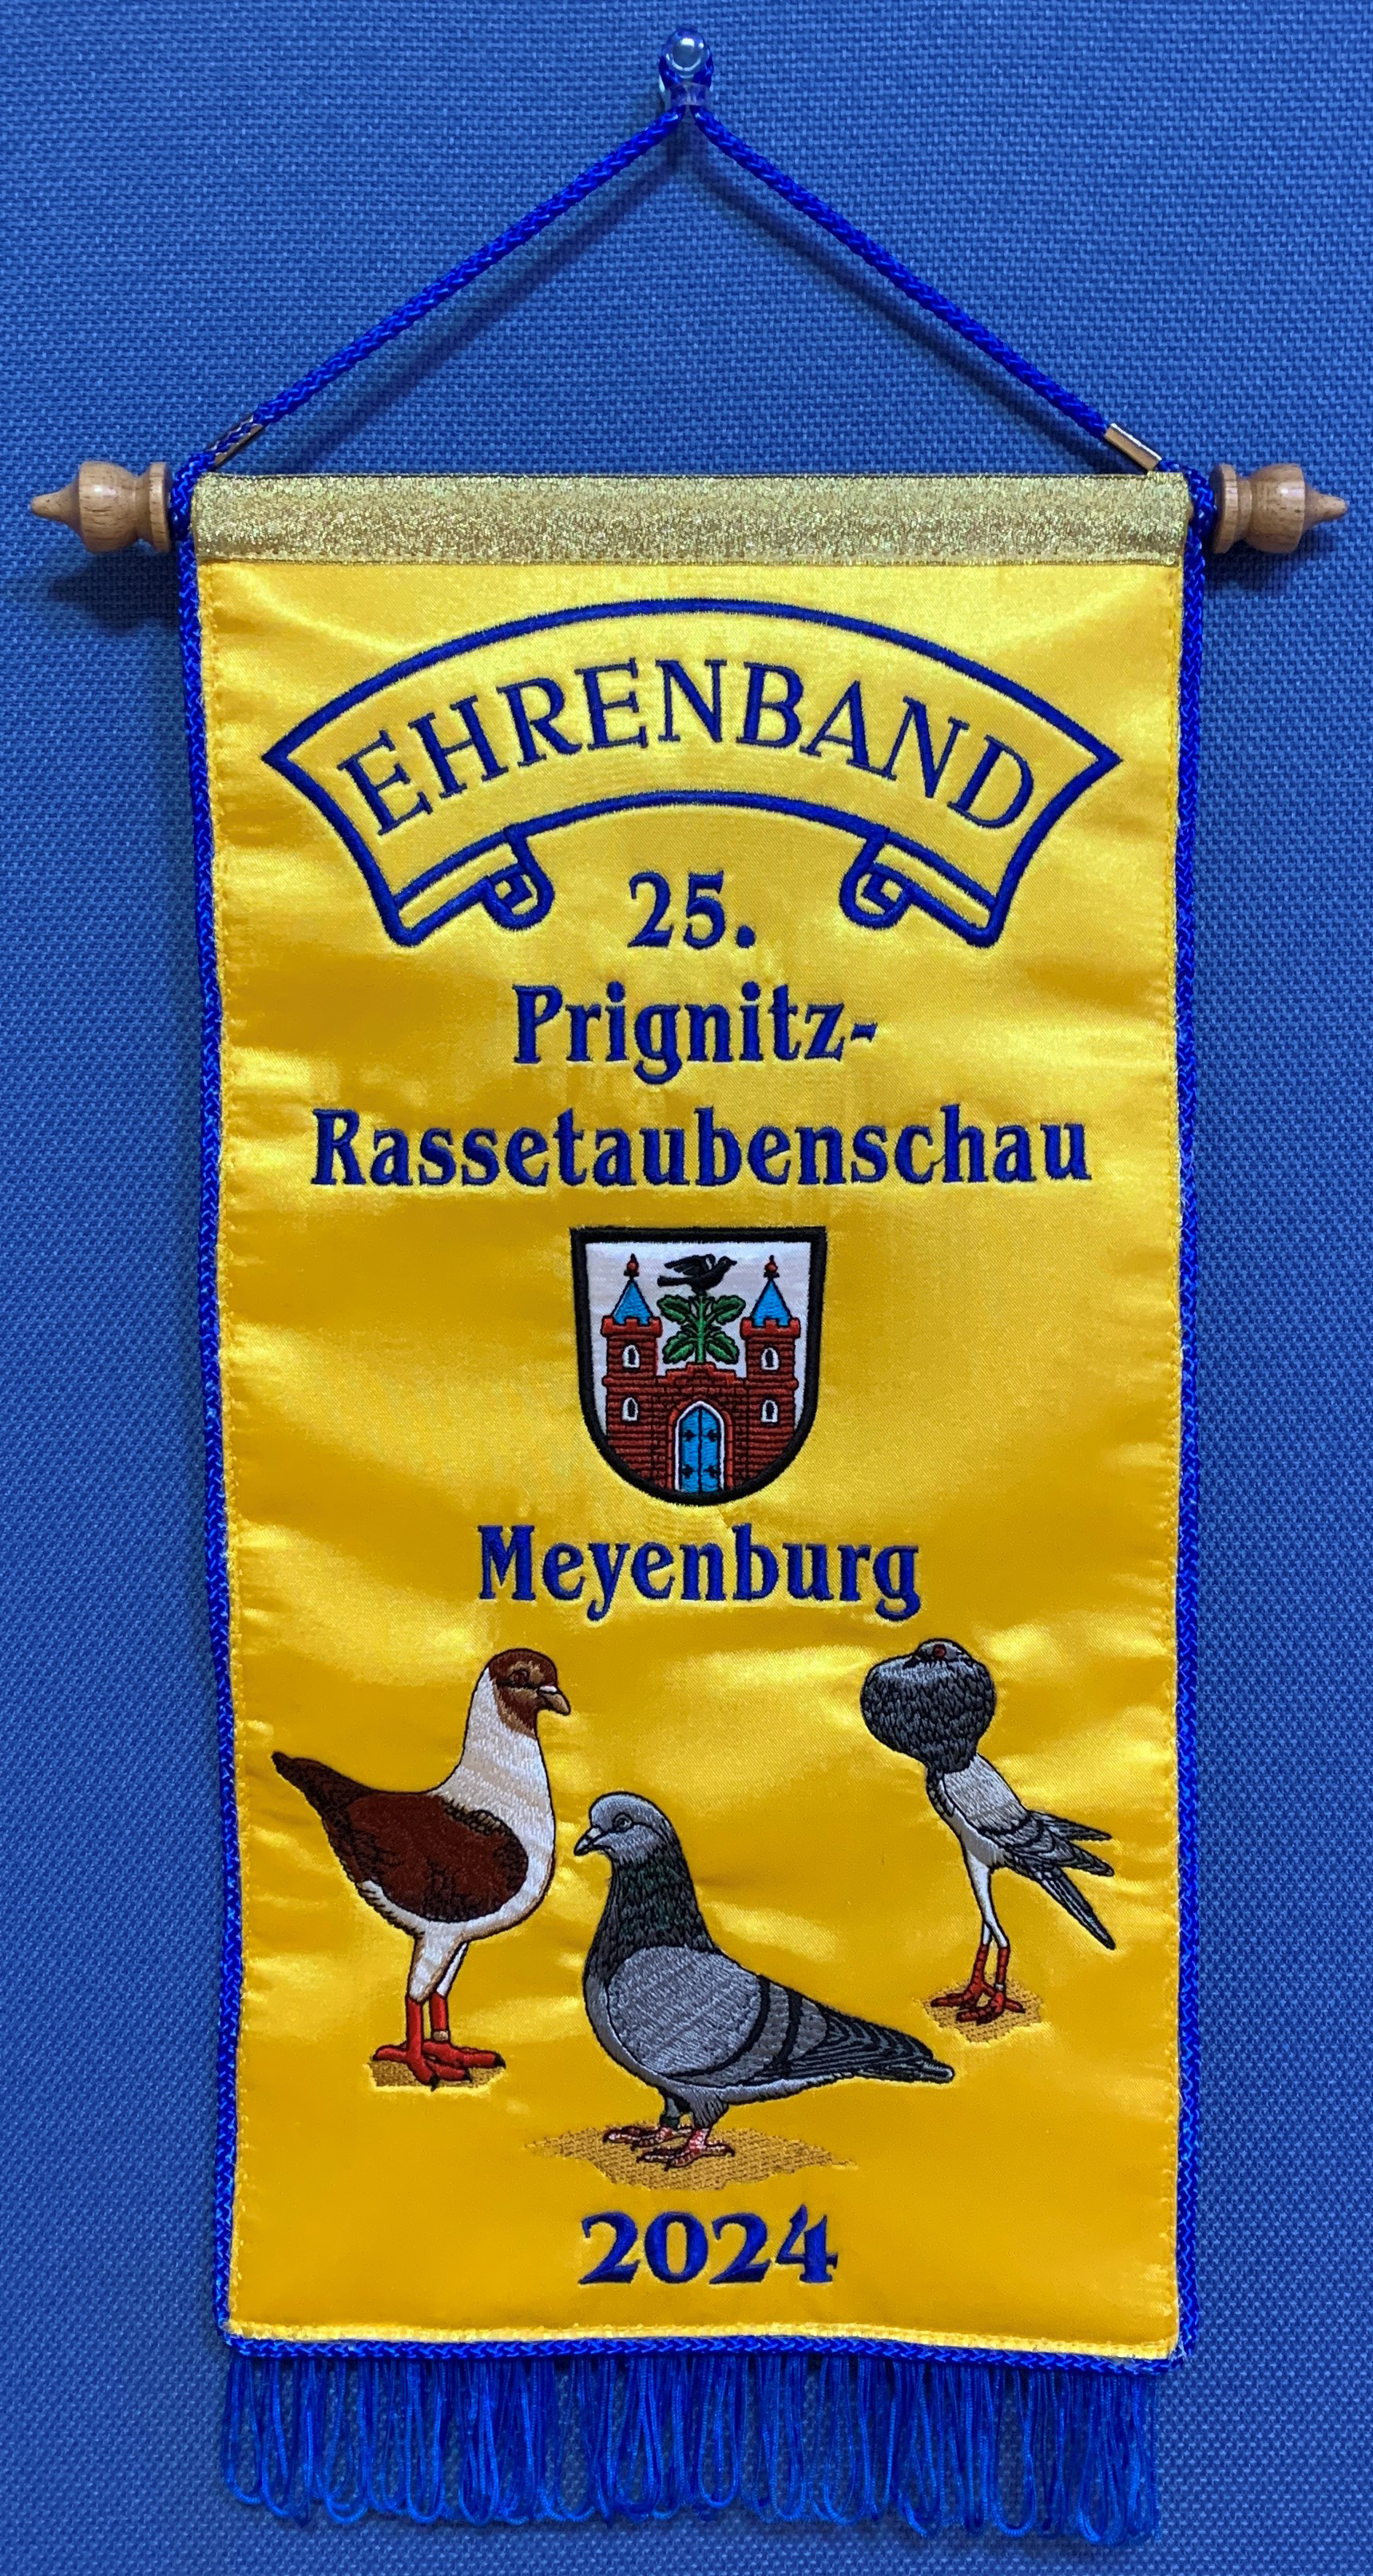 EHRENBAND
25.
Prignitz-
Rassetaubenschau
Meyenburg
2024